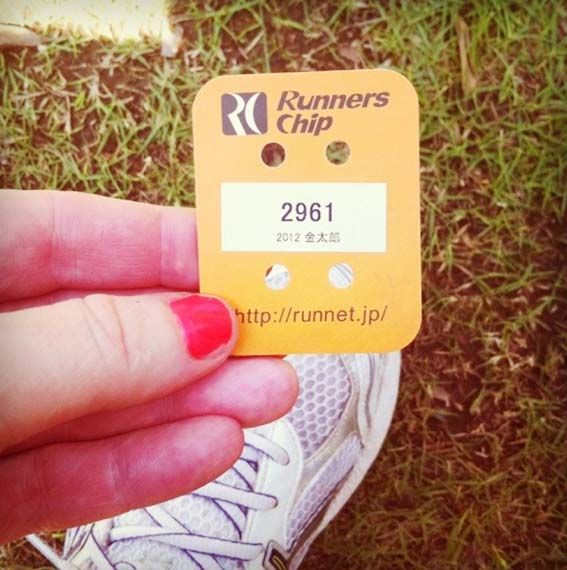 RC Runners
Chip
2961
2012 金太郎
http://runnet.jp/